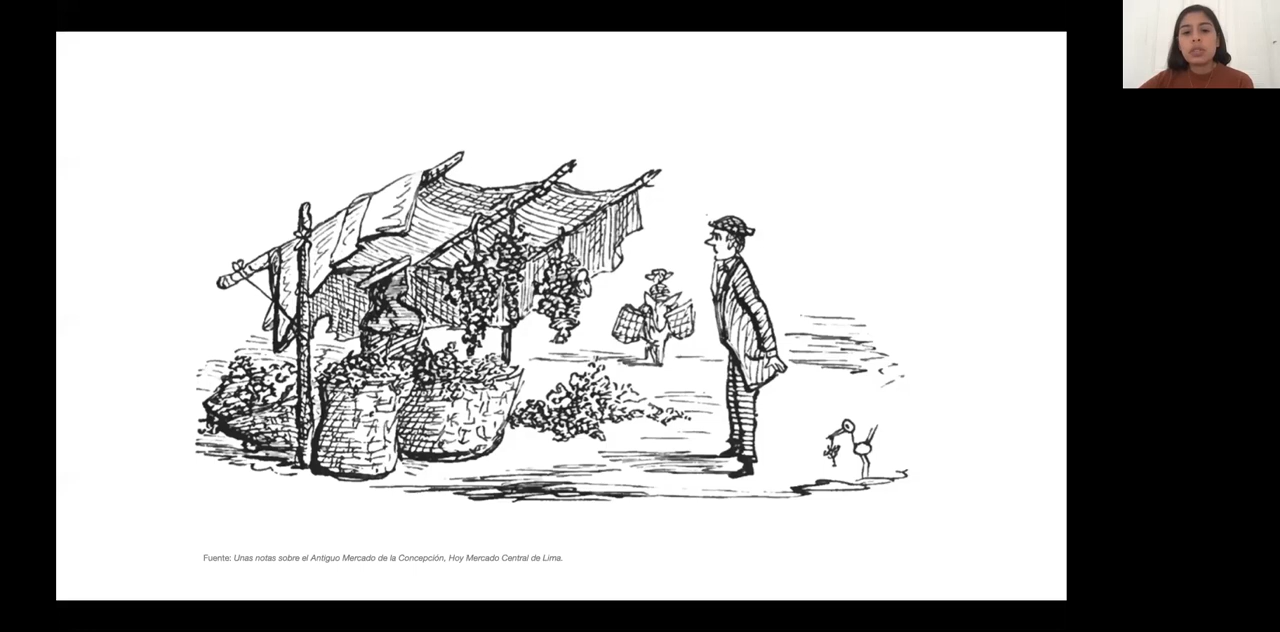 Fuente: Unas notas sobre el Antiguo Mercado de la Concepción, Hoy Mercado Central de Lima.